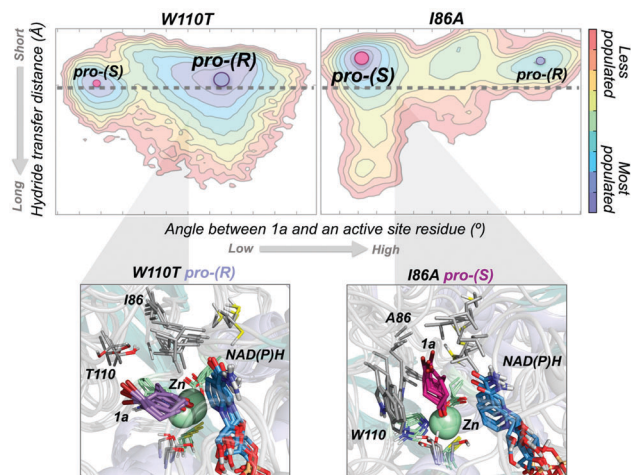 W110T
I86A
Short
Long
Hydride transfer distance (Å)
pro-(S)
pro-(R)
pro-(S)
pro-(R)
Less
populated
Most
populated
Angle between 1a and an active site residue (º)
Low
High
W110T pro-(R)
I86A pro-(S)
I86
T110
1a
Zn
NAD(P)H
A86
1a
W110
Zn
NAD(P)H